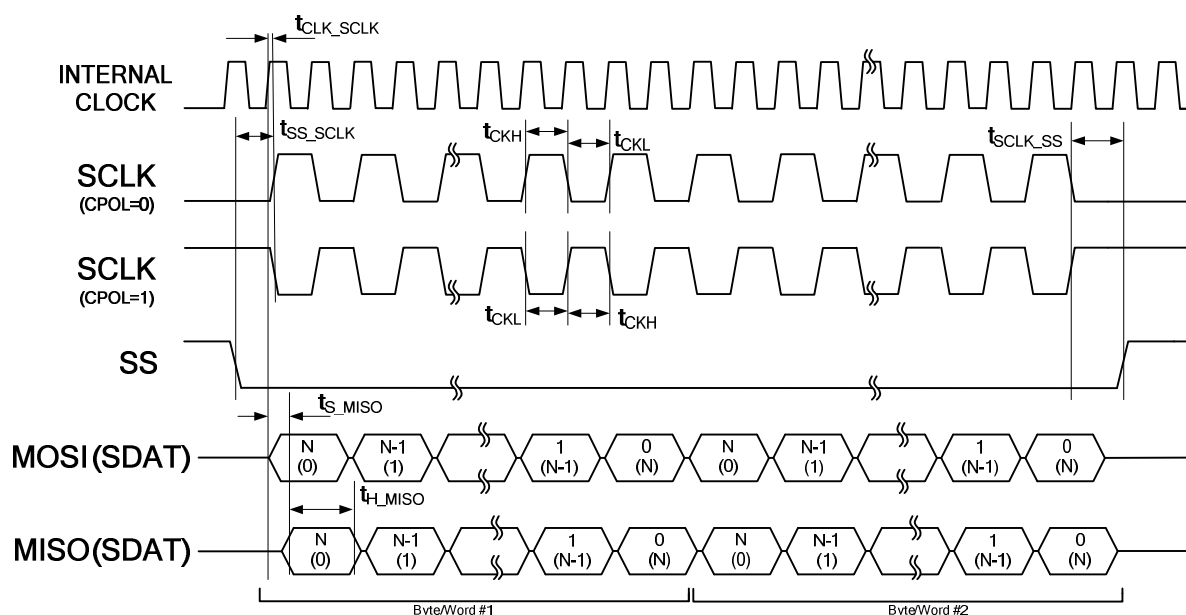 tCLK_SCLK
INTERNAL
CLOCK
tSS_SCLK
tCKH
tCKL
tSCLK_SS
SCLK
(CPOL=0)
SCLK
(CPOL=1)
tCKL
tCKH
SS
tS_MISO
MOSI(SDAT)
N N-1 1 0 N N-1 1 0
(0) (1) (N-1) (N) (0) (1) (N-1) (N)
tH_MISO
MISO(SDAT)
N N-1 1 0 N N-1 1 0
(0) (1) (N-1) (N) (0) (1) (N-1) (N)
Byte/Word #1 Byte/Word #2